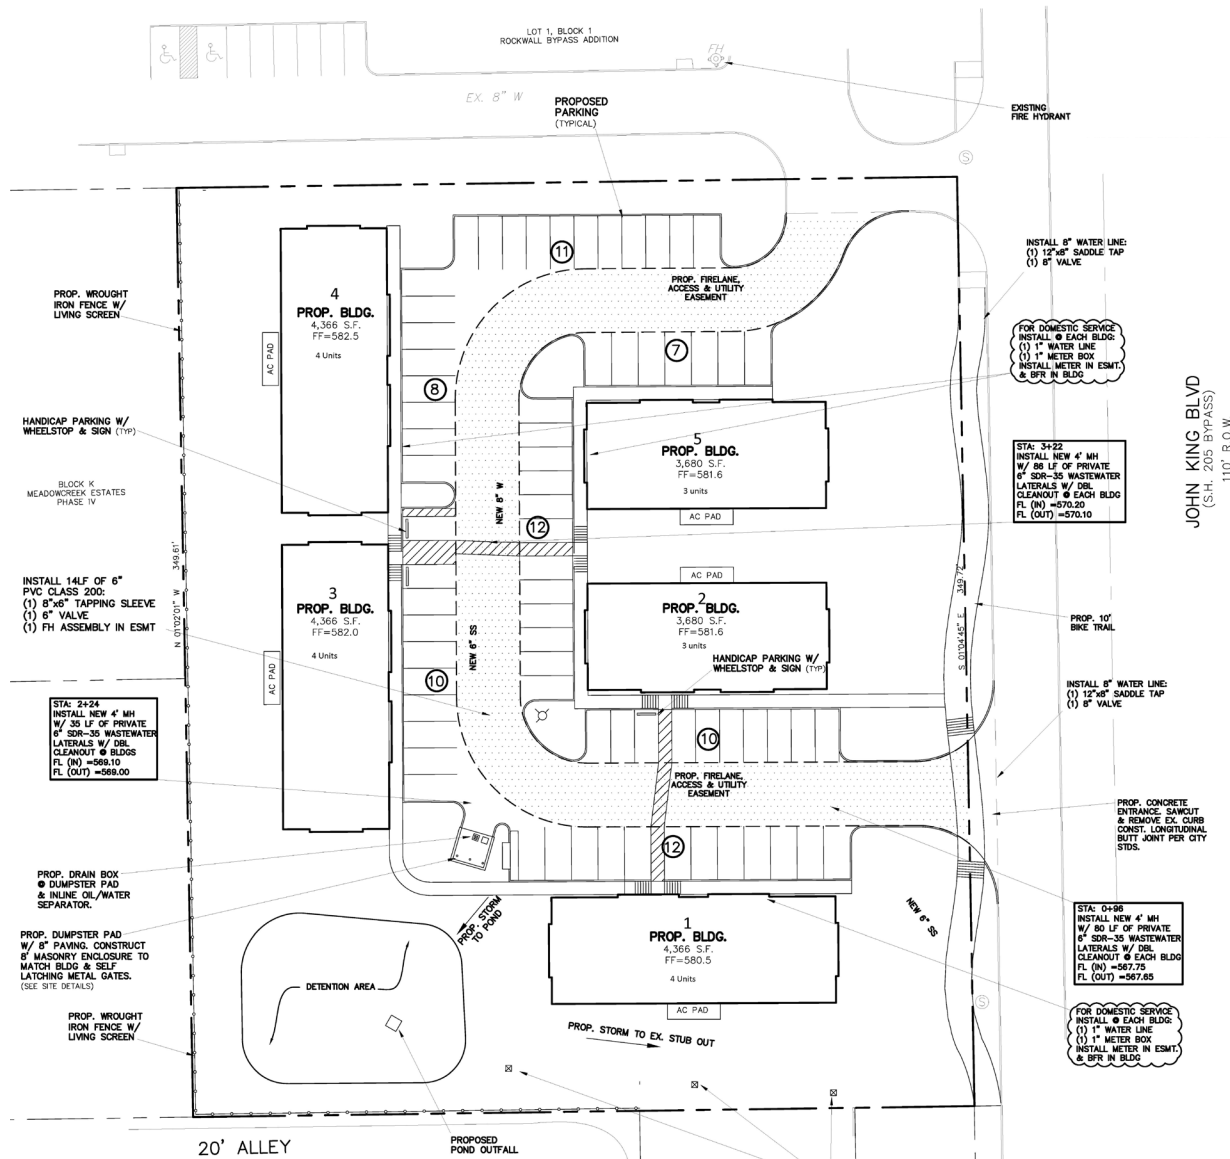 LOT 1, BLOCK 1
ROCKWALL BYPASS ADDITION
FH
EX. 8" W
PROPOSED
PARKING
(TYPICAL)
EXISTING
FIRE HYDRANT
S
11
INSTALL 8" WATER LINE:
(1) 12"x8" SADDLE TAP
(1) 8" VALVE
PROP. FIRELANE,
ACCESS & UTILITY
EASEMENT
PROP. WROUGHT
IRON FENCE W/
LIVING SCREEN
4
PROP. BLDG.
4,366 S.F.
FF=582.5
4 Units
AC PAD
7
8
FOR DOMESTIC SERVICE
INSTALL @ EACH BLDG:
(1) 1" WATER LINE
(1) 1" METER BOX
INSTALL METER IN ESMT.
& BFR IN BLDG
JOHN KING BLVD
(S.H. 205 BYPASS)
110' R.O.W.
HANDICAP PARKING W/
WHEELSTOP & SIGN (TYP)
5
PROP. BLDG.
3,680 S.F.
FF=581.6
3 units
AC PAD
STA: 3+22
INSTALL NEW 4' MH
W/ 86 LF OF PRIVATE
6" SDR-35 WASTEWATER
LATERALS W/ DBL
CLEANOUT @ EACH BLDG
FL (IN) =570.20
FL (OUT) =570.10
BLOCK K
MEADOWCREEK ESTATES
PHASE IV
NEW 8" W
12
N 01°02'01" W 349.61'
S 01°04'45" E 349.72'
INSTALL 14LF OF 6"
PVC CLASS 200:
(1) 8"x6" TAPPING SLEEVE
(1) 6" VALVE
(1) FH ASSEMBLY IN ESMT
3
PROP. BLDG.
4,366 S.F.
FF=582.0
4 Units
AC PAD
AC PAD
2
PROP. BLDG.
3,680 S.F.
FF=581.6
3 units
PROP. 10'
BIKE TRAIL
NEW 6" SS
HANDICAP PARKING W/
WHEELSTOP & SIGN (TYP)
10
INSTALL 8" WATER LINE:
(1) 12"x8" SADDLE TAP
(1) 8" VALVE
STA: 2+24
INSTALL NEW 4' MH
W/ 35 LF OF PRIVATE
6" SDR-35 WASTEWATER
LATERALS W/ DBL
CLEANOUT @ BLDGS
FL (IN) =569.10
FL (OUT) =569.00
10
PROP. FIRELANE,
ACCESS & UTILITY
EASEMENT
PROP. CONCRETE
ENTRANCE. SAWCUT
& REMOVE EX. CURB
CONST. LONGITUDINAL
BUTT JOINT PER CITY
STDS.
12
PROP. DRAIN BOX
@ DUMPSTER PAD
& INLINE OIL/WATER
SEPARATOR.
PROP. STORM
TO POND
NEW 6" SS
1
PROP. BLDG.
4,366 S.F.
FF=580.5
4 Units
AC PAD
STA: 0+96
INSTALL NEW 4' MH
W/ 80 LF OF PRIVATE
6" SDR-35 WASTEWATER
LATERALS W/ DBL
CLEANOUT @ EACH BLDG
FL (IN) =567.75
FL (OUT) =567.65
PROP. DUMPSTER PAD
W/ 8" PAVING. CONSTRUCT
8' MASONRY ENCLOSURE TO
MATCH BLDG & SELF
LATCHING METAL GATES.
(SEE SITE DETAILS)
DETENTION AREA
S
PROP. WROUGHT
IRON FENCE W/
LIVING SCREEN
PROP. STORM TO EX. STUB OUT
FOR DOMESTIC SERVICE
INSTALL @ EACH BLDG:
(1) 1" WATER LINE
(1) 1" METER BOX
INSTALL METER IN ESMT.
& BFR IN BLDG
20' ALLEY
PROPOSED
POND OUTFALL